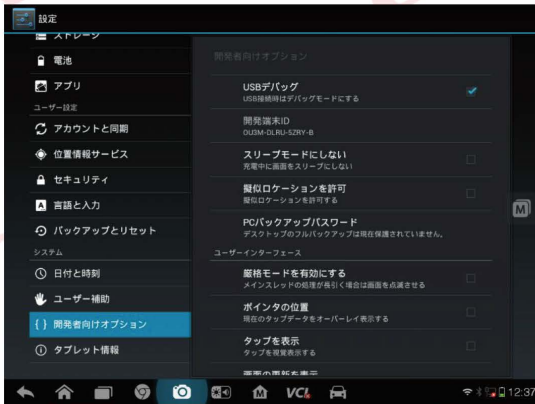 設定
ストレージ
電池
アプリ
ユーザー設定
アカウントと同期
位置情報サービス
セキュリティ
言語と入力
バックアップとリセット
システム
日付と時刻
ユーザー補助
{ } 開発者向けオプション
タブレット情報
開発者向けオプション
USBデバッグ
USB接続時はデバッグモードにする
開発端末ID
OU3M-DLRU-5ZRY-B
スリープモードにしない
充電中に画面をスリープにしない
擬似ロケーションを許可
擬似ロケーションを許可する
PCバックアップパスワード
デスクトップのフルバックアップは現在保護されていません。
ユーザーインターフェース
厳格モードを有効にする
メインスレッドの処理が長引く場合は画面を点滅させる
ポインタの位置
現在のタップデータをオーバーレイ表示する
タップを表示
タップを視覚表示する
画面の更新を表示
M
VCI
12:37